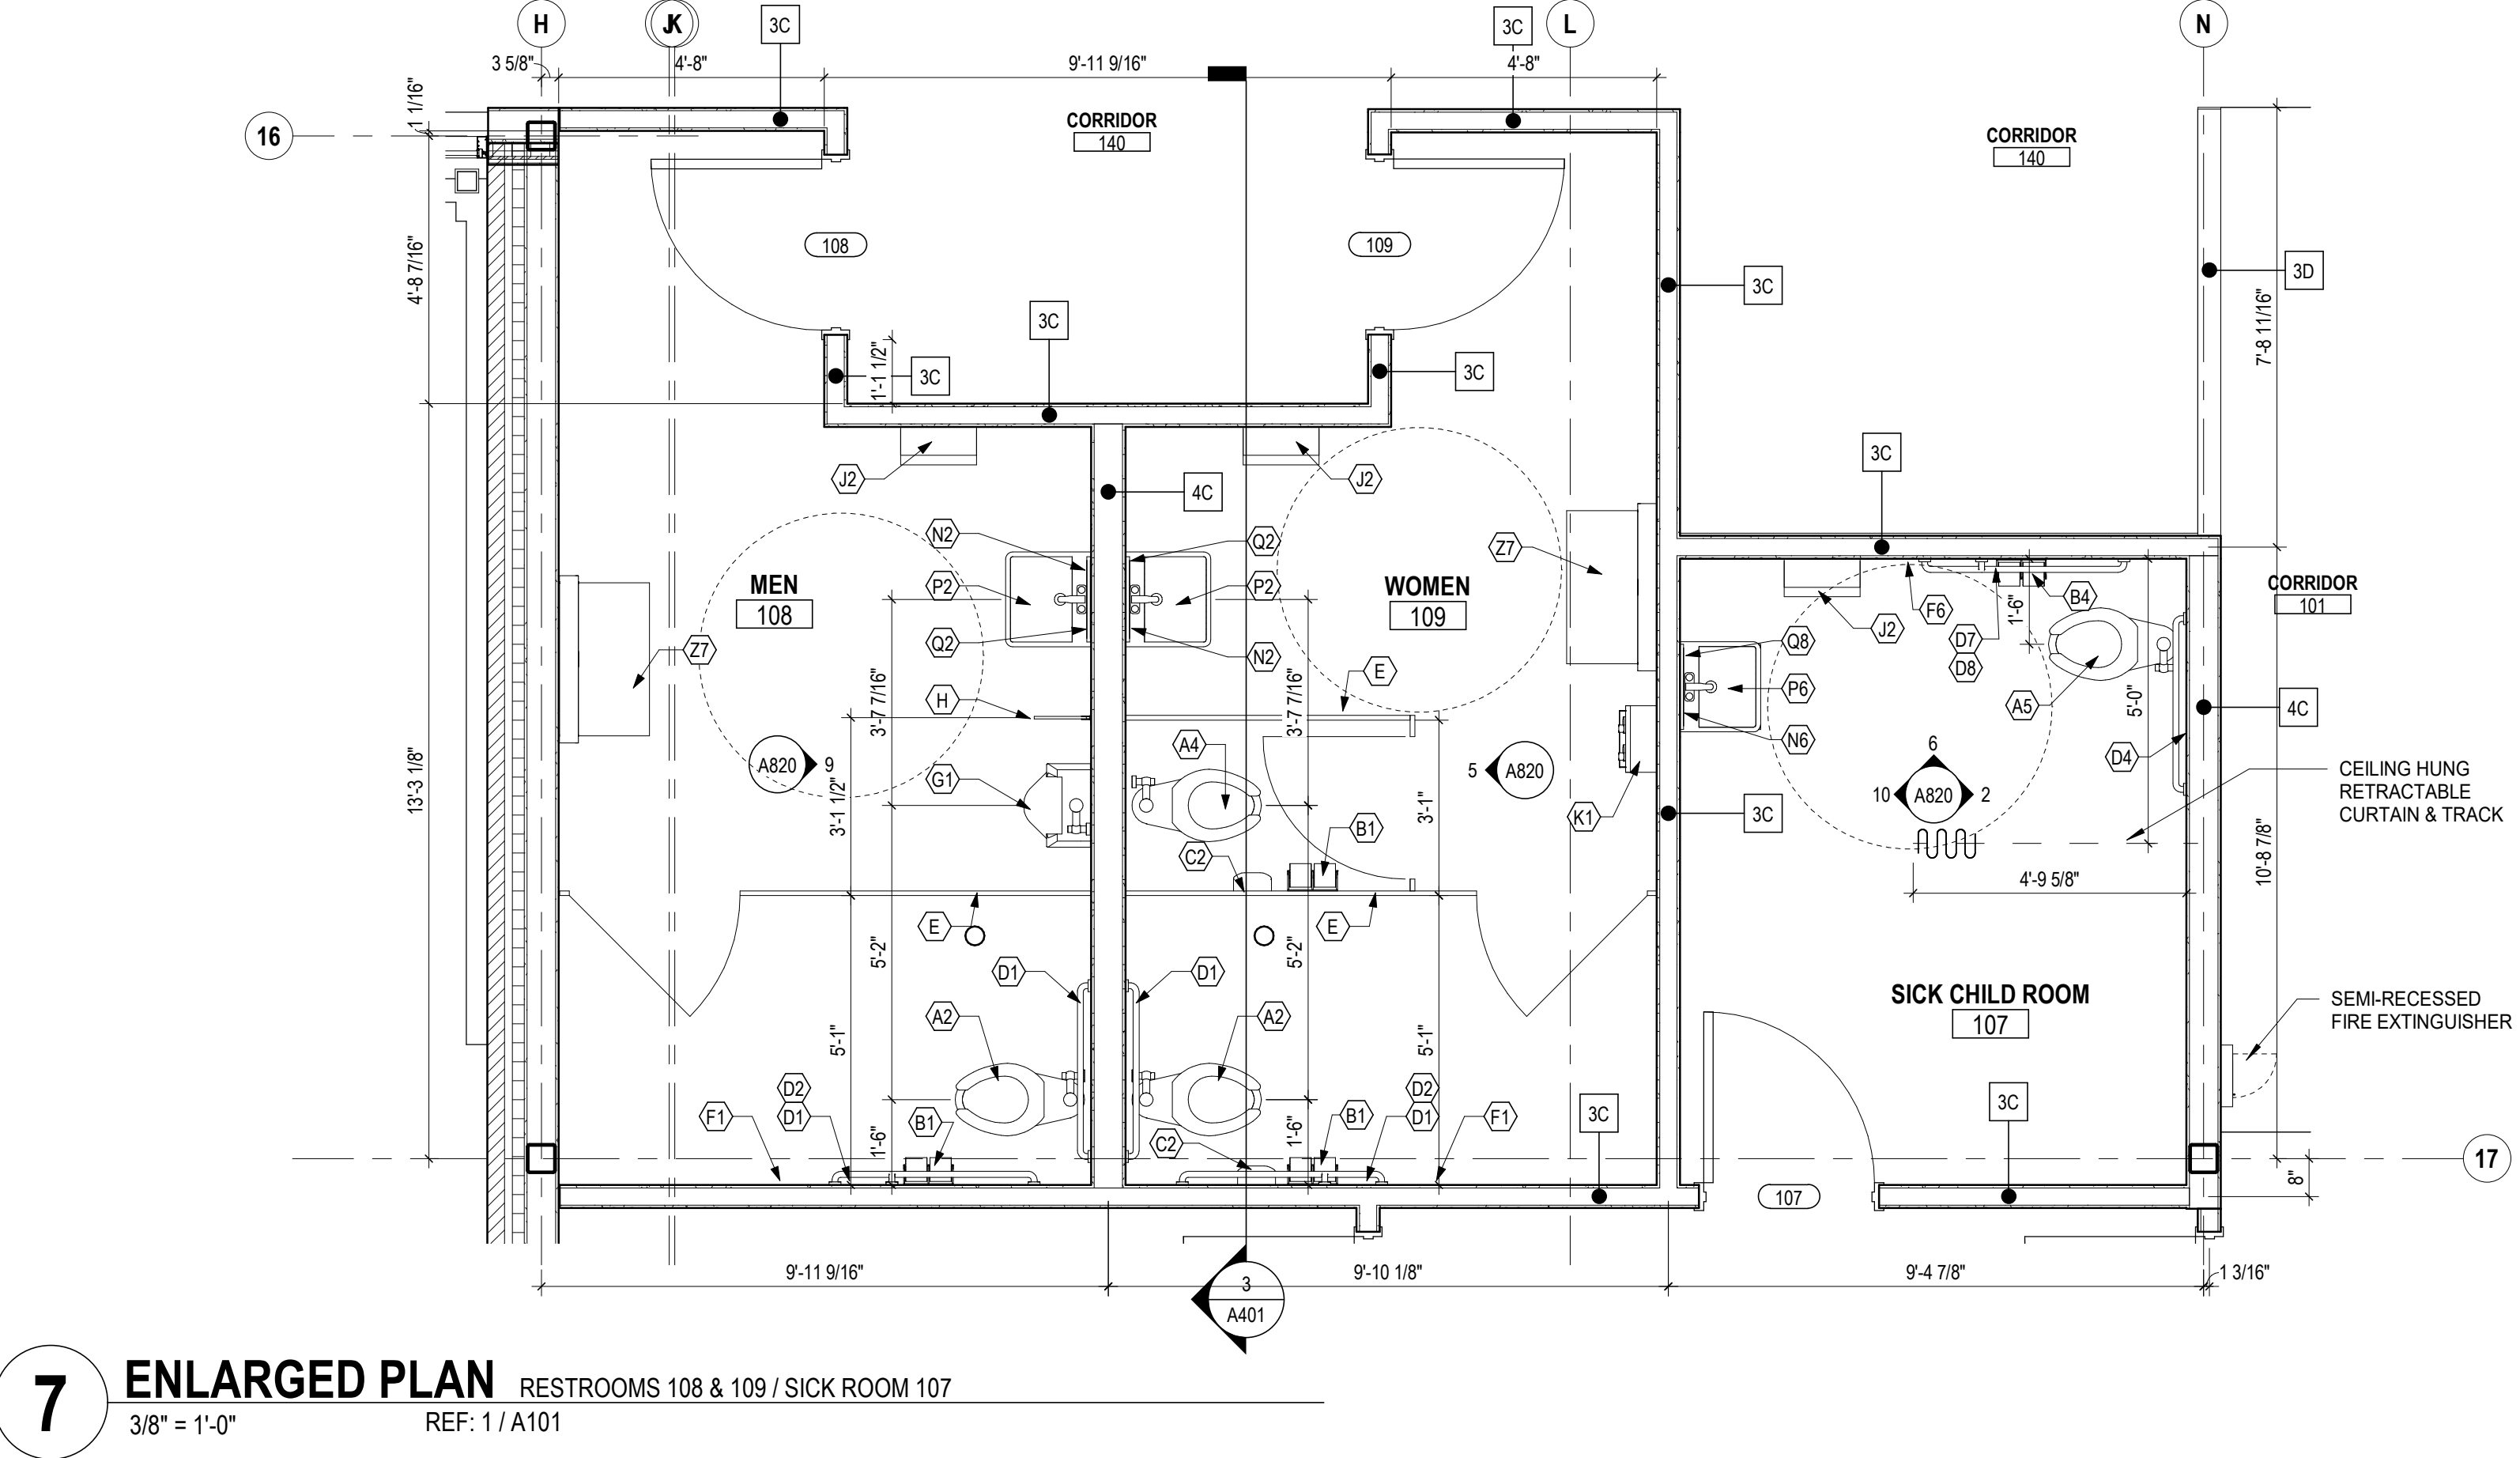 H
JK
3C
3C
L
N
3 5/8"
4'-8"
9'-11 9/16"
4'-8"
1 1/16"
16
CORRIDOR
140
CORRIDOR
140
108
109
4'-8 7/16"
3C
3D
7'-8 11/16"
3C
1'-1 1/2"
3C
3C
3C
J2
J2
4C
N2
Q2
Z7
P2
P2
MEN
108
WOMEN
109
Q2
N2
Z7
E
H
3'-7 7/16"
3'-7 7/16"
F6
B4
1'-6"
J2
D7
D8
Q8
P6
N6
A5
5'-0"
D4
4C
CORRIDOR
101
A4
A820
9
G1
5
A820
6
10
A820
2
CEILING HUNG
RETRACTABLE
CURTAIN & TRACK
13'-3 1/8"
3'-1 1/2"
3'-1"
K1
3C
B1
C2
4'-9 5/8"
10'-8 7/8"
E
E
5'-2"
5'-2"
D1
D1
A2
A2
SICK CHILD ROOM
107
SEMI-RECESSED
FIRE EXTINGUISHER
5'-1"
5'-1"
D2
D1
F1
B1
1'-6"
C2
1'-6"
B1
D2
D1
F1
3C
3C
17
107
8"
9'-11 9/16"
9'-10 1/8"
9'-4 7/8"
1 3/16"
3
A401
7
ENLARGED PLAN
RESTROOMS 108 & 109 / SICK ROOM 107
3/8" = 1'-0"
REF: 1 / A101